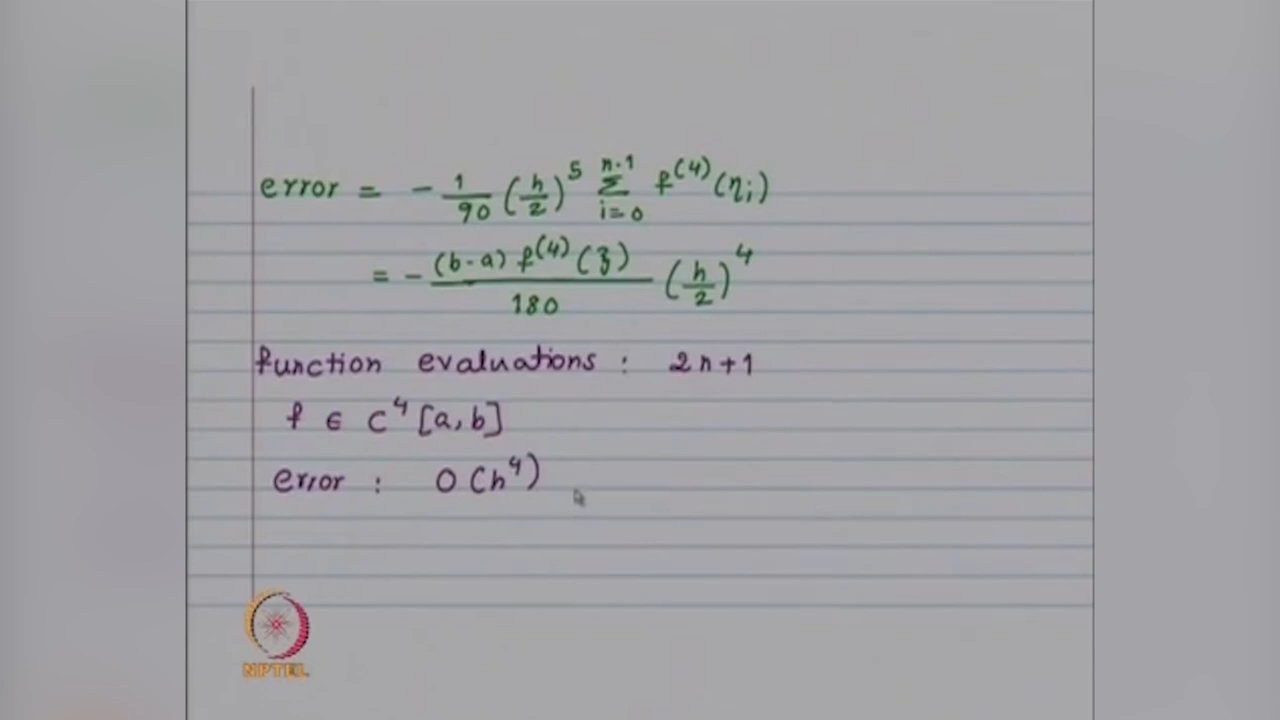 error = - 1/90 (h/2)^5 Σ_{i=0}^{n-1} f^(4)(η_i)
= - (b-a) f^(4)(ξ)/180 (h/2)^4
function evaluations : 2n+1
f ∈ C^4 [a,b]
error : O(h^4)
NPTEL